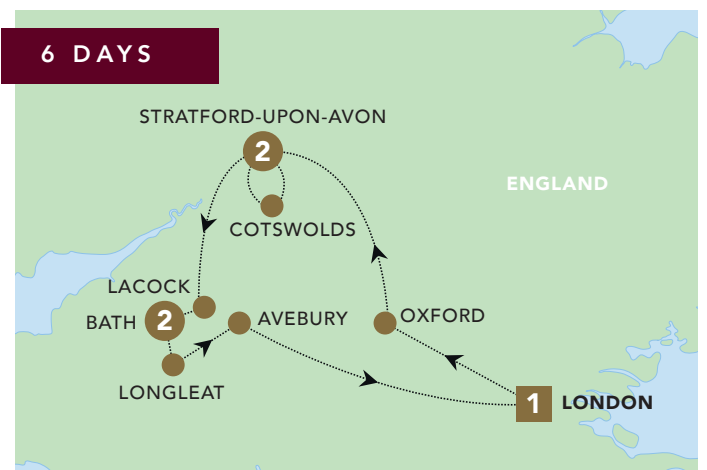 6 DAYS
STRATFORD-UPON-AVON
2
ENGLAND
COTSWOLDS
LACOCK
BATH
2
AVEBURY
OXFORD
LONGLEAT
1
LONDON